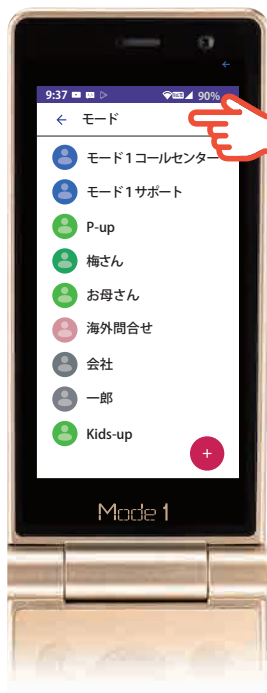 9:37 90%
モード
モード1コールセンター
モード1サポート
P-up
梅さん
お母さん
海外問合せ
会社
一郎
Kids-up
Mode 1